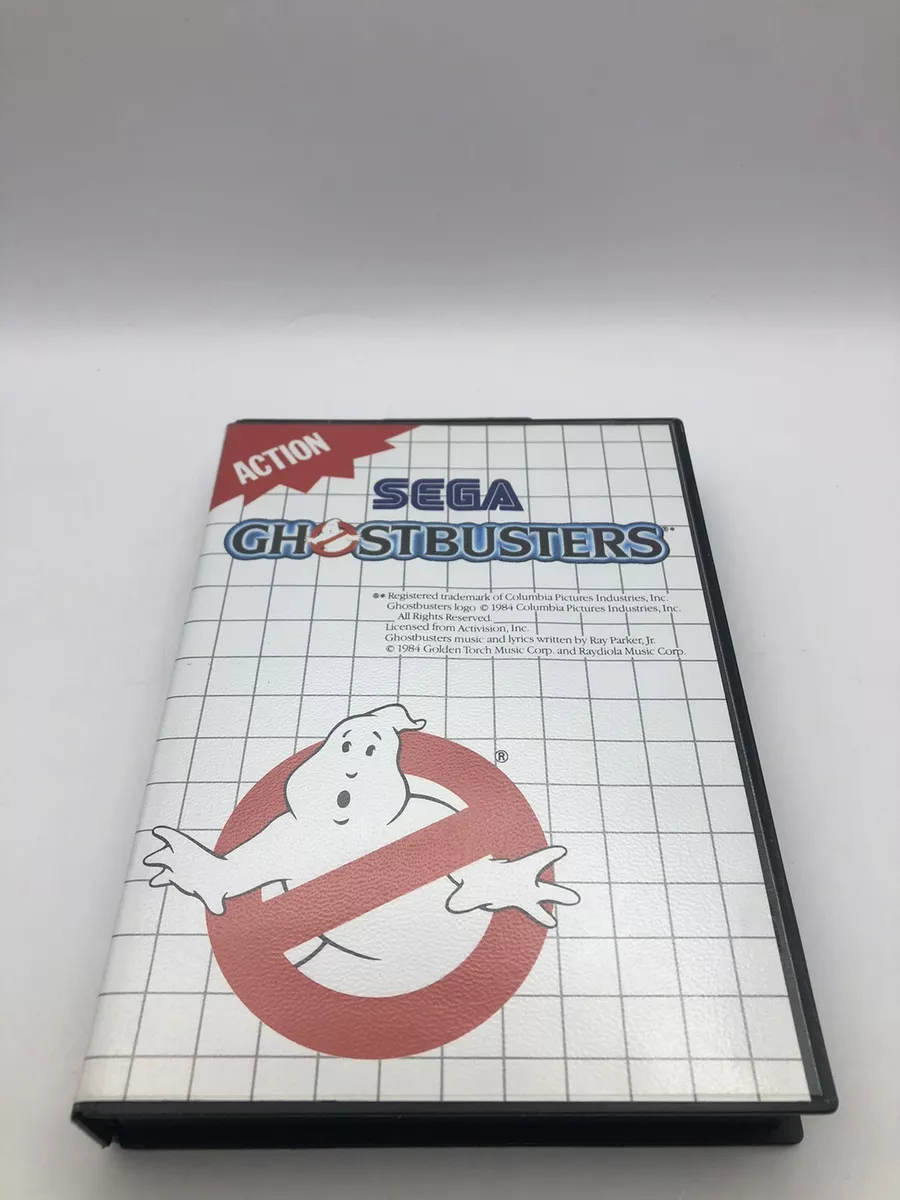 ACTION
SEGA
GHOSTBUSTERS®*
®* Registered trademark of Columbia Pictures Industries, Inc.
Ghostbusters logo © 1984 Columbia Pictures Industries, Inc.
All Rights Reserved.
Licensed from Activision, Inc.
Ghostbusters music and lyrics written by Ray Parker, Jr.
© 1984 Golden Torch Music Corp. and Raydiola Music Corp.
®